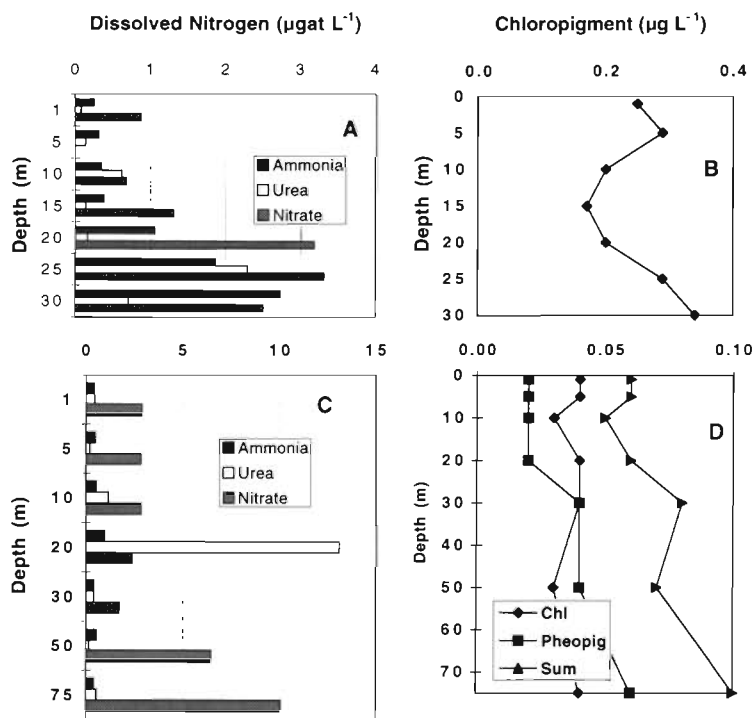 Dissolved Nitrogen (µgat L⁻¹)
0 1 2 3 4
Depth (m)
1
5
10
15
20
25
30
A
Ammonia
Urea
Nitrate
Chloropigment (µg L⁻¹)
0.0 0.2 0.4
Depth (m)
0
5
10
15
20
25
30
B
0 5 10 15
Depth (m)
1
5
10
20
30
50
75
C
Ammonia
Urea
Nitrate
0.00 0.05 0.10
Depth (m)
0
10
20
30
40
50
60
70
D
Chl
Pheopig
Sum